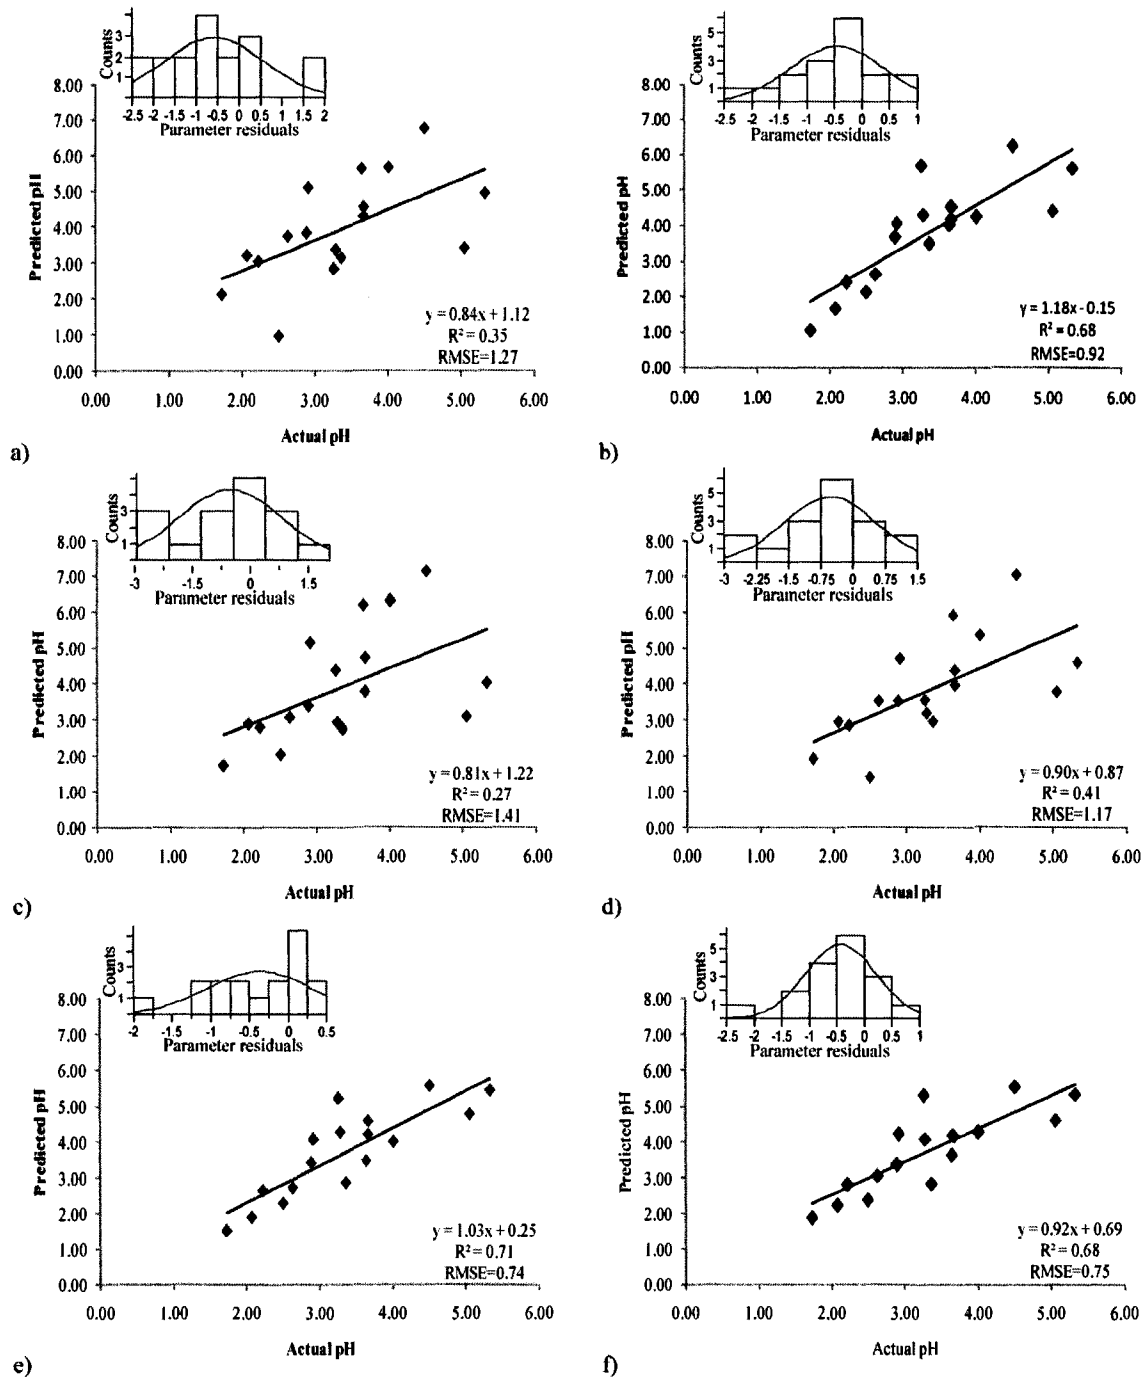 Counts
3
2
1
-2.5 -2 -1.5 -1 -0.5 0 0.5 1 1.5 2
Parameter residuals
8.00
7.00
6.00
5.00
4.00
3.00
2.00
1.00
0.00
Predicted pH
y = 0.84x + 1.12
R² = 0.35
RMSE=1.27
0.00 1.00 2.00 3.00 4.00 5.00 6.00
Actual pH
a)
Counts
5
3
1
-2.5 -2 -1.5 -1 -0.5 0 0.5 1
Parameter residuals
8.00
7.00
6.00
5.00
4.00
3.00
2.00
1.00
0.00
Predicted pH
y = 1.18x - 0.15
R² = 0.68
RMSE=0.92
0.00 1.00 2.00 3.00 4.00 5.00 6.00
Actual pH
b)
Counts
3
1
-3 -1.5 0 1.5
Parameter residuals
8.00
7.00
6.00
5.00
4.00
3.00
2.00
1.00
0.00
Predicted pH
y = 0.81x + 1.22
R² = 0.27
RMSE=1.41
0.00 1.00 2.00 3.00 4.00 5.00 6.00
Actual pH
c)
Counts
5
3
1
-3 -2.25 -1.5 -0.75 0 0.75 1.5
Parameter residuals
8.00
7.00
6.00
5.00
4.00
3.00
2.00
1.00
0.00
Predicted pH
y = 0.90x + 0.87
R² = 0.41
RMSE=1.17
0.00 1.00 2.00 3.00 4.00 5.00 6.00
Actual pH
d)
Counts
3
1
-2 -1.5 -1 -0.5 0 0.5
Parameter residuals
8.00
7.00
6.00
5.00
4.00
3.00
2.00
1.00
0.00
Predicted pH
y = 1.03x + 0.25
R² = 0.71
RMSE=0.74
0.00 1.00 2.00 3.00 4.00 5.00 6.00
Actual pH
e)
Counts
5
3
1
-2.5 -2 -1.5 -1 -0.5 0 0.5 1
Parameter residuals
8.00
7.00
6.00
5.00
4.00
3.00
2.00
1.00
0.00
Predicted pH
y = 0.92x + 0.69
R² = 0.68
RMSE=0.75
0.00 1.00 2.00 3.00 4.00 5.00 6.00
Actual pH
f)